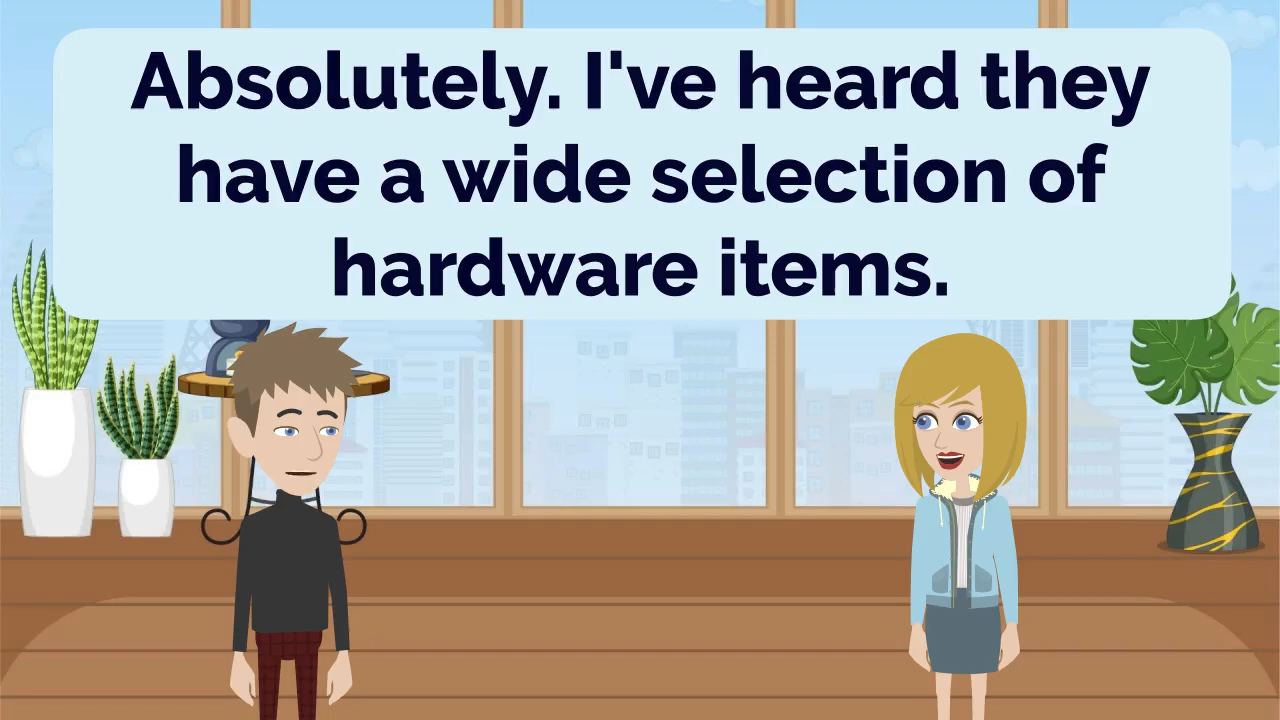 Absolutely. I've heard they
have a wide selection of
hardware items.